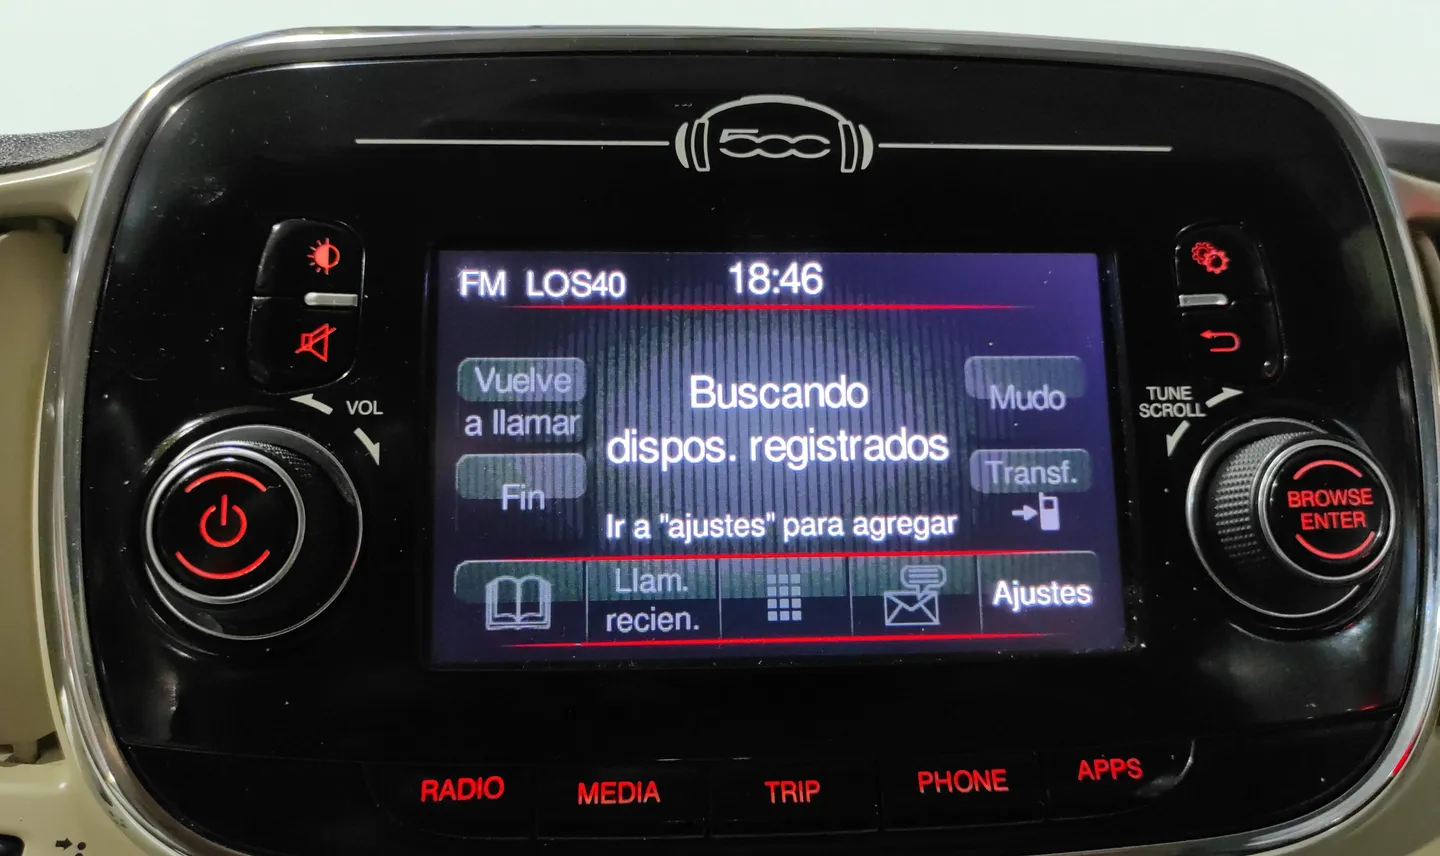 500
FM LOS40 18:46
Vuelve
a llamar
Fin
Buscando
dispos. registrados
Ir a "ajustes" para agregar
Mudo
Transf.
Llam.
recien.
Ajustes
VOL
TUNE
SCROLL
BROWSE
ENTER
RADIO MEDIA TRIP PHONE APPS